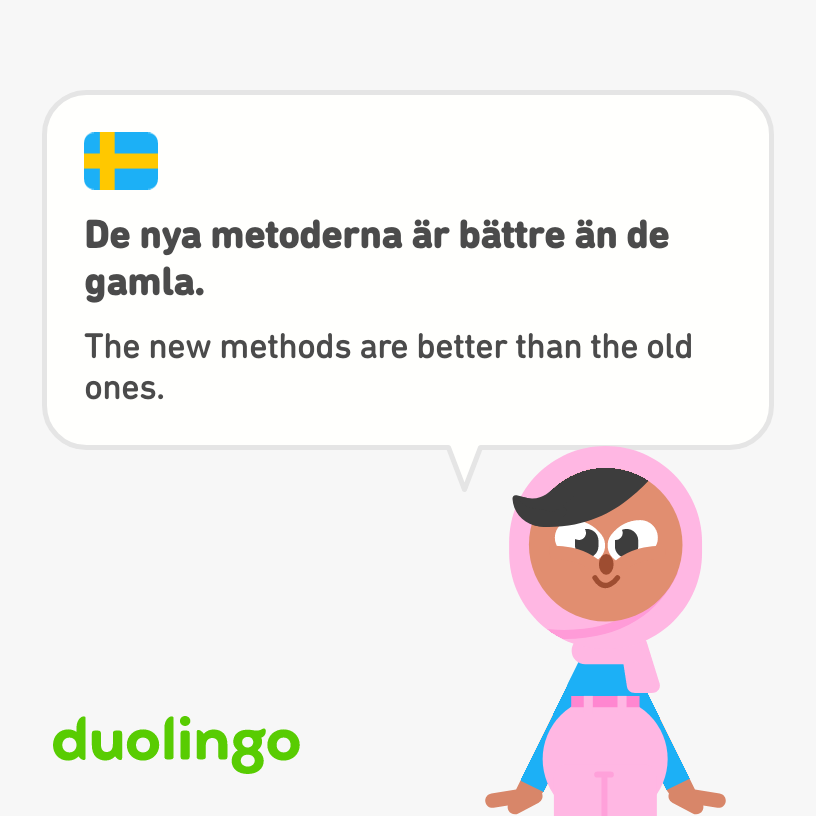 De nya metoderna är bättre än de
gamla.
The new methods are better than the old
ones.
duolingo